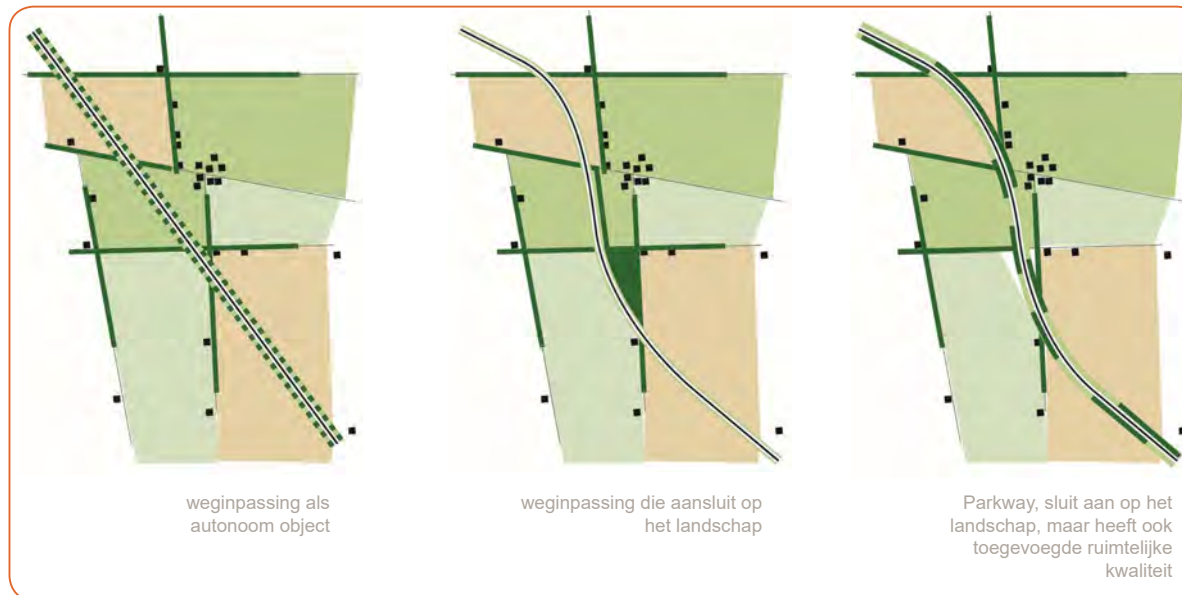 weginpassing als
autonoom object
weginpassing die aansluit op
het landschap
Parkway, sluit aan op het
landschap, maar heeft ook
toegevoegde ruimtelijke
kwaliteit